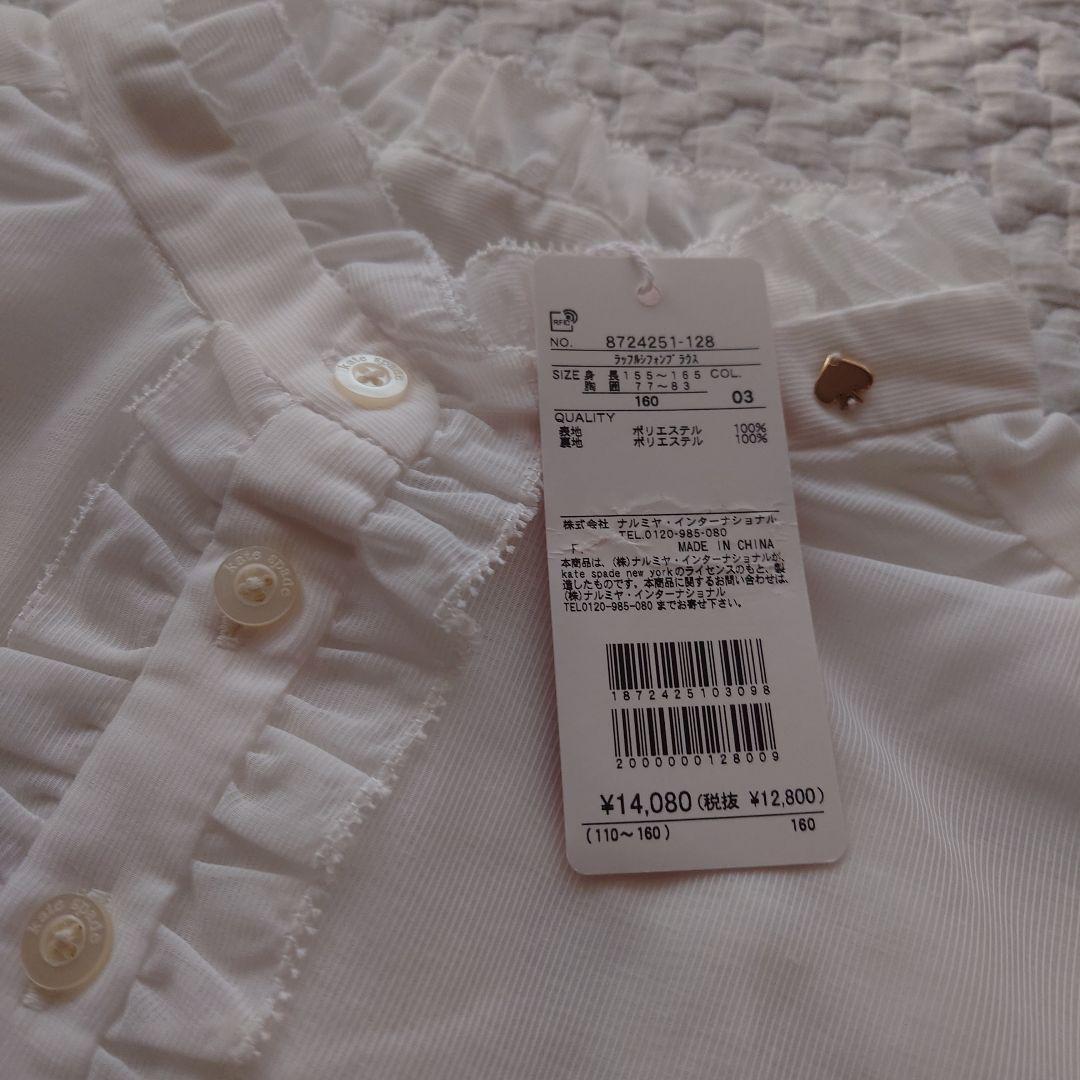 RFID
NO. 8724251-128
ラッフルシフォンブラウス
SIZE 身長 155～165 COL.
胸囲 77～83
160 03
QUALITY
表地 ポリエステル 100%
裏地 ポリエステル 100%
株式会社 ナルミヤ・インターナショナル
TEL.0120-985-080
MADE IN CHINA
本商品は、(株)ナルミヤ・インターナショナルが、
kate spade new yorkのライセンスのもと、製
造したものです。本商品に関するお問い合わせは、
(株)ナルミヤ・インターナショナル
TEL0120-985-080 までお寄せ下さい。
1872425103098
2000000128009
¥14,080(税抜 ¥12,800)
(110～160) 160
kate spade
kate spade
kate spade